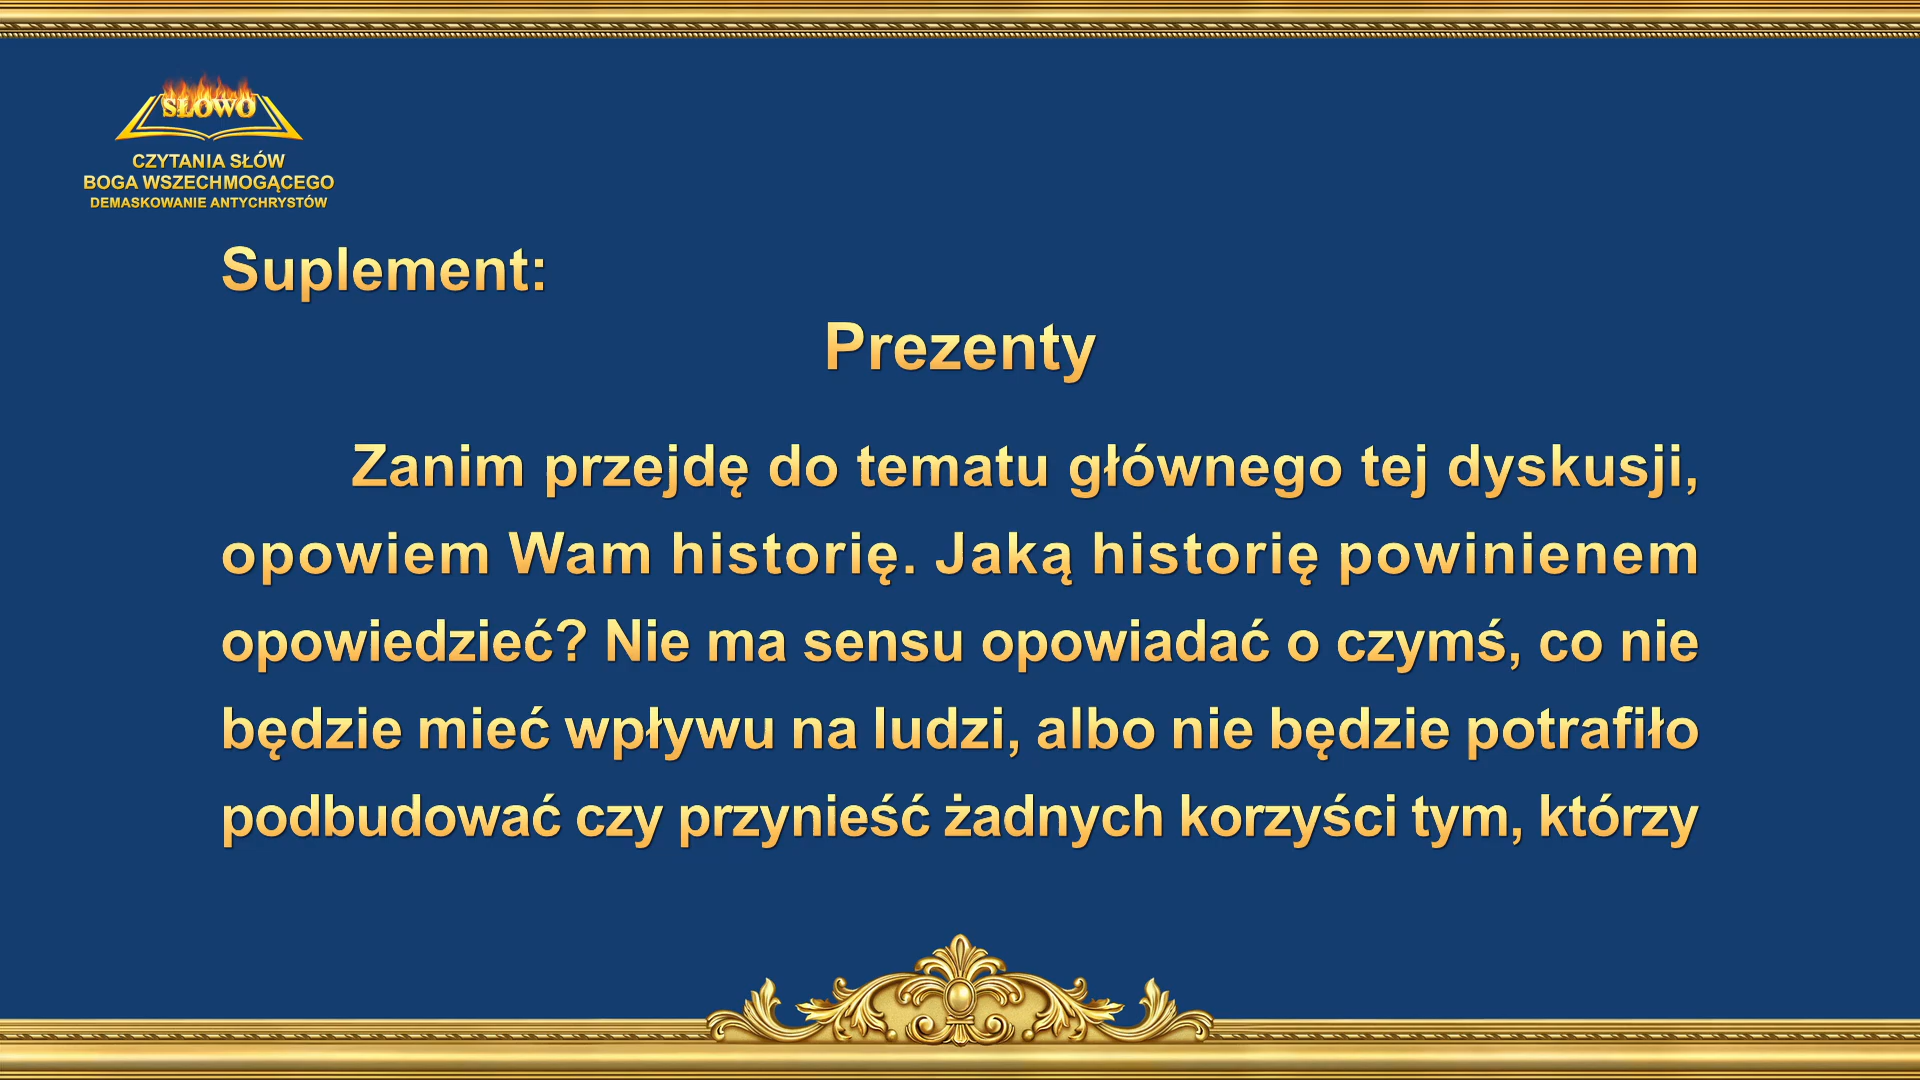 SŁOWO
CZYTANIA SŁÓW
BOGA WSZECHMOGĄCEGO
DEMASKOWANIE ANTYCHRYSTÓW
Suplement:
Prezenty
Zanim przejdę do tematu głównego tej dyskusji,
opowiem Wam historię. Jaką historię powinienem
opowiedzieć? Nie ma sensu opowiadać o czymś, co nie
będzie mieć wpływu na ludzi, albo nie będzie potrafiło
podbudować czy przynieść żadnych korzyści tym, którzy